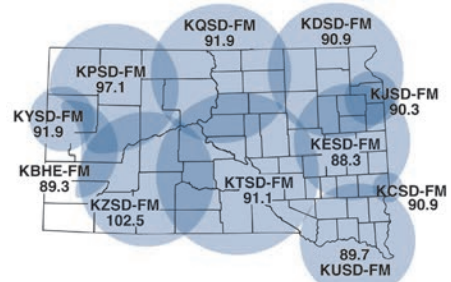 KQSD-FM
91.9
KDSD-FM
90.9
KPSD-FM
97.1
KJSD-FM
90.3
KYSD-FM
91.9
KESD-FM
88.3
KBHE-FM
89.3
KTSD-FM
91.1
KCSD-FM
90.9
KZSD-FM
102.5
89.7
KUSD-FM